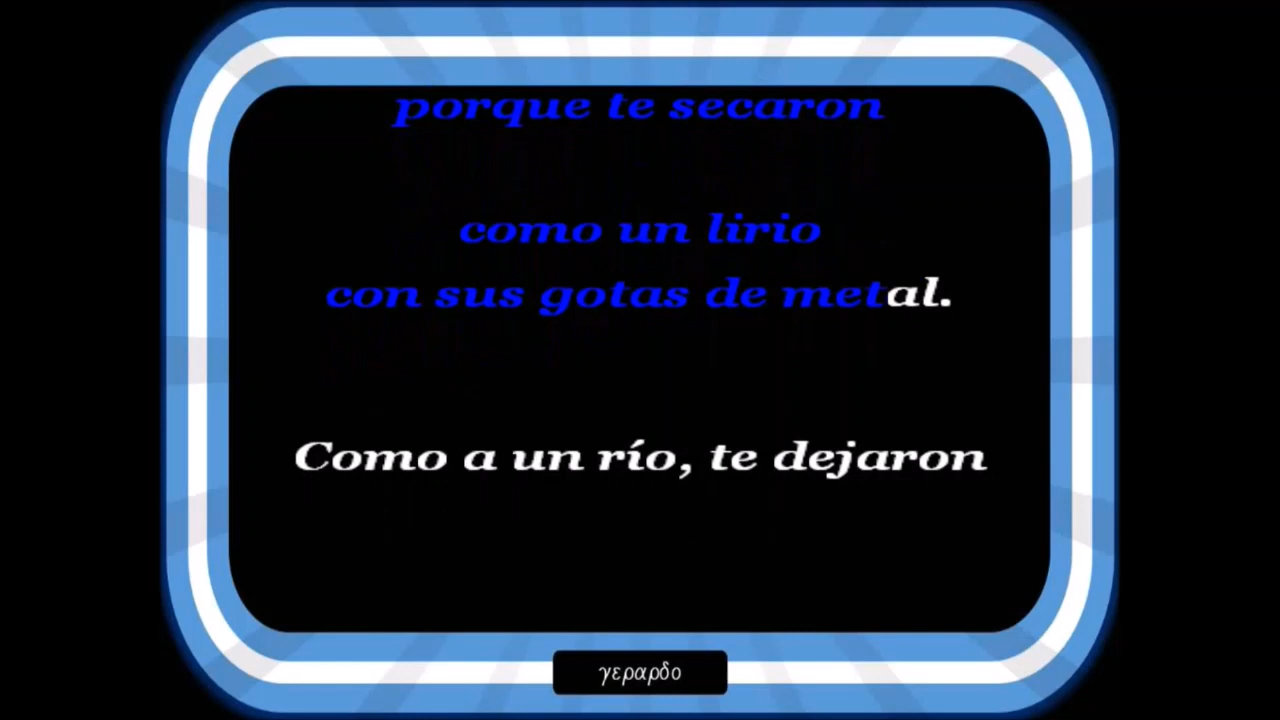 porque te secaron
como un lirio
con sus gotas de metal.
Como a un río, te dejaron
γεραρδο